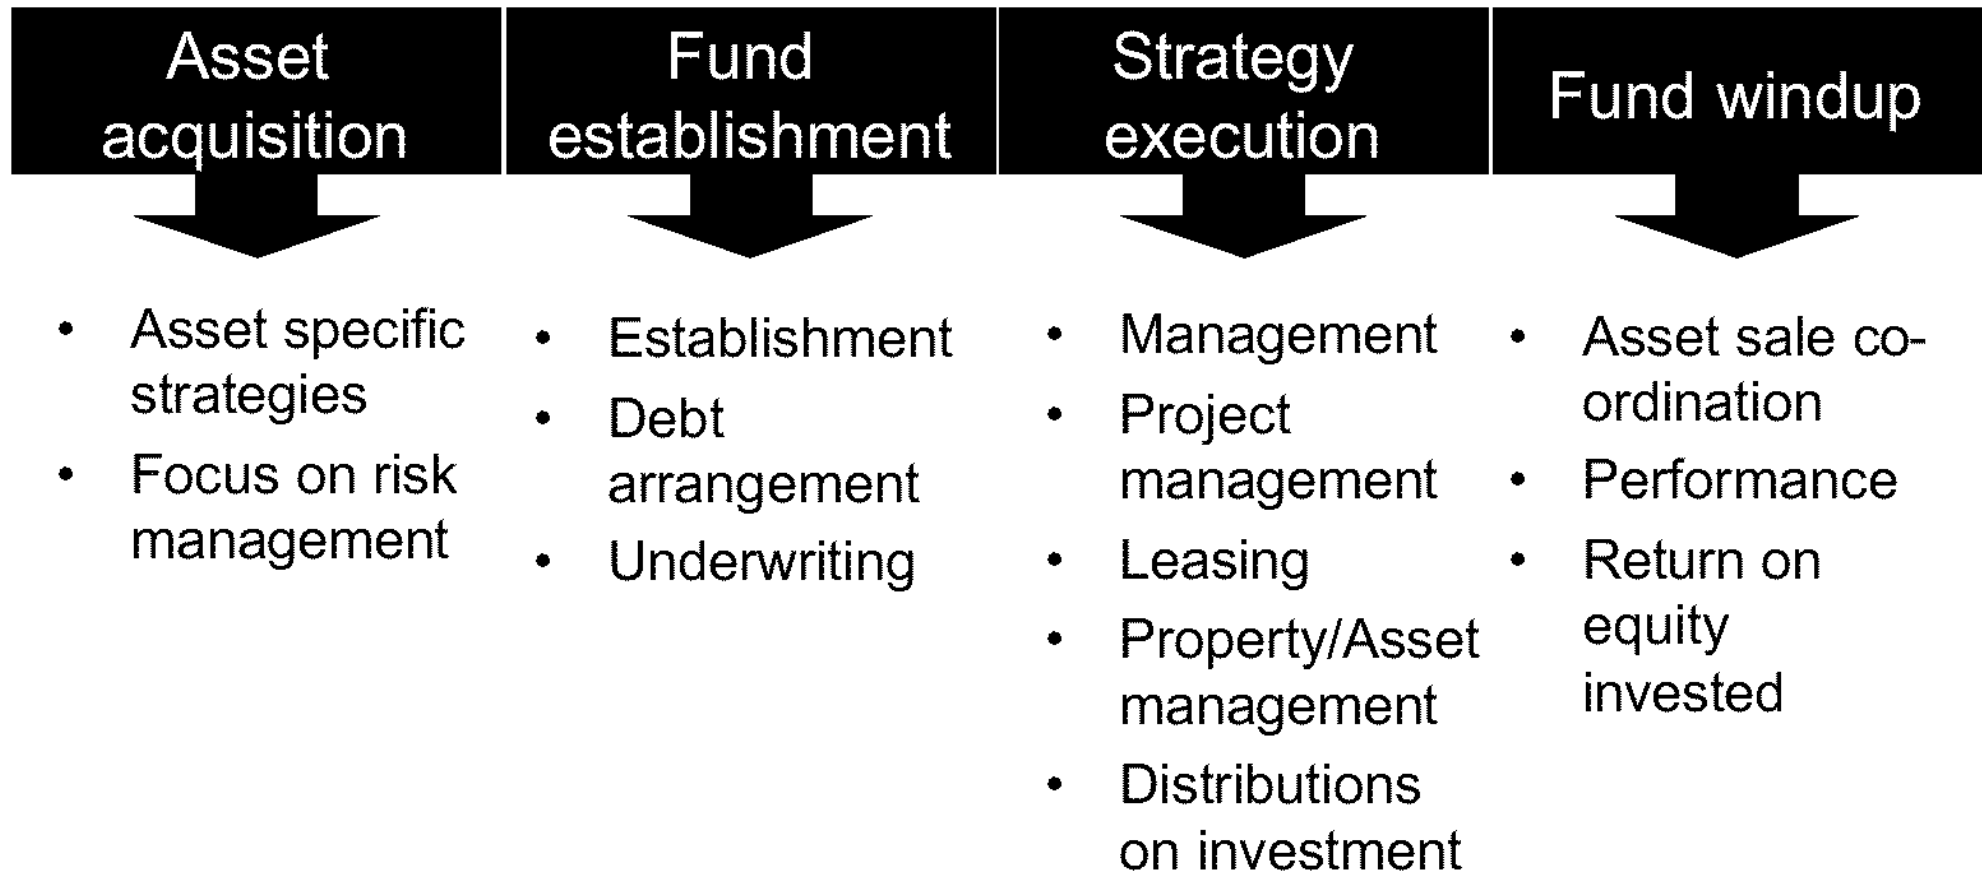 Asset
acquisition
Fund
establishment
Strategy
execution
Fund windup
• Asset specific
strategies
• Focus on risk
management
• Establishment
• Debt
arrangement
• Underwriting
• Management
• Project
management
• Leasing
• Property/Asset
management
• Distributions
on investment
• Asset sale co-
ordination
• Performance
• Return on
equity
invested